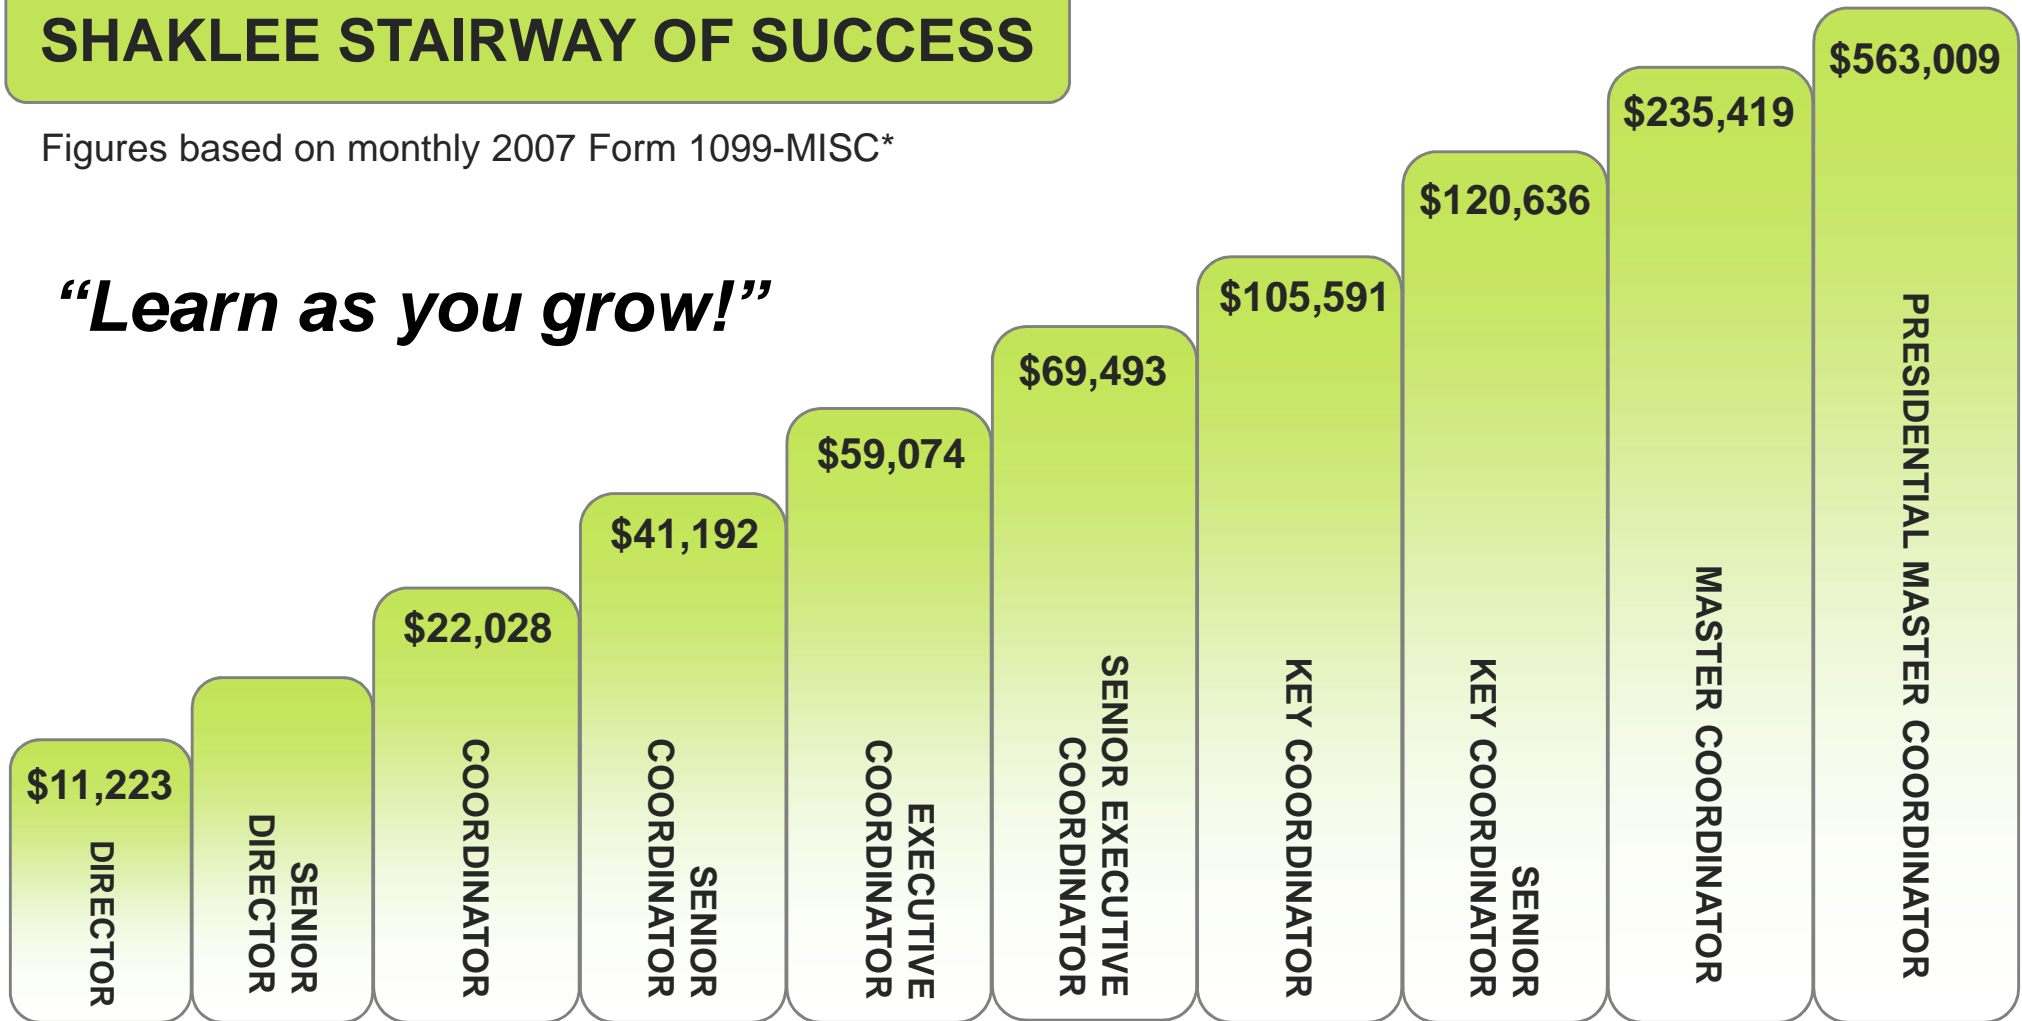 SHAKLEE STAIRWAY OF SUCCESS
Figures based on monthly 2007 Form 1099-MISC*
“Learn as you grow!”
$11,223
DIRECTOR
SENIOR
DIRECTOR
$22,028
COORDINATOR
$41,192
SENIOR
COORDINATOR
$59,074
EXECUTIVE
COORDINATOR
$69,493
SENIOR EXECUTIVE
COORDINATOR
$105,591
KEY COORDINATOR
$120,636
SENIOR
KEY COORDINATOR
$235,419
MASTER COORDINATOR
$563,009
PRESIDENTIAL MASTER COORDINATOR